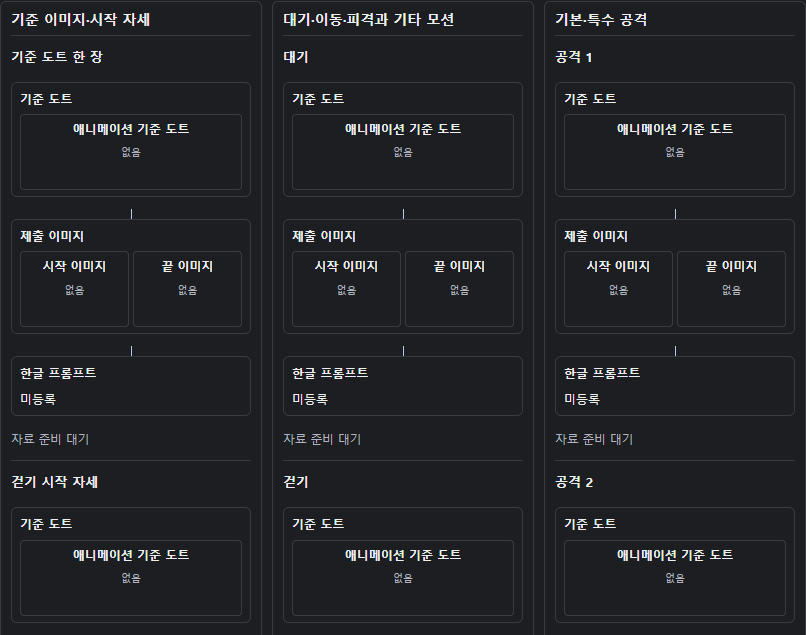 기준 이미지·시작 자세
기준 도트 한 장
기준 도트
애니메이션 기준 도트
없음
제출 이미지
시작 이미지
없음
끝 이미지
없음
한글 프롬프트
미등록
자료 준비 대기
걷기 시작 자세
기준 도트
애니메이션 기준 도트
없음
대기·이동·피격과 기타 모션
대기
기준 도트
애니메이션 기준 도트
없음
제출 이미지
시작 이미지
없음
끝 이미지
없음
한글 프롬프트
미등록
자료 준비 대기
걷기
기준 도트
애니메이션 기준 도트
없음
기본·특수 공격
공격 1
기준 도트
애니메이션 기준 도트
없음
제출 이미지
시작 이미지
없음
끝 이미지
없음
한글 프롬프트
미등록
자료 준비 대기
공격 2
기준 도트
애니메이션 기준 도트
없음